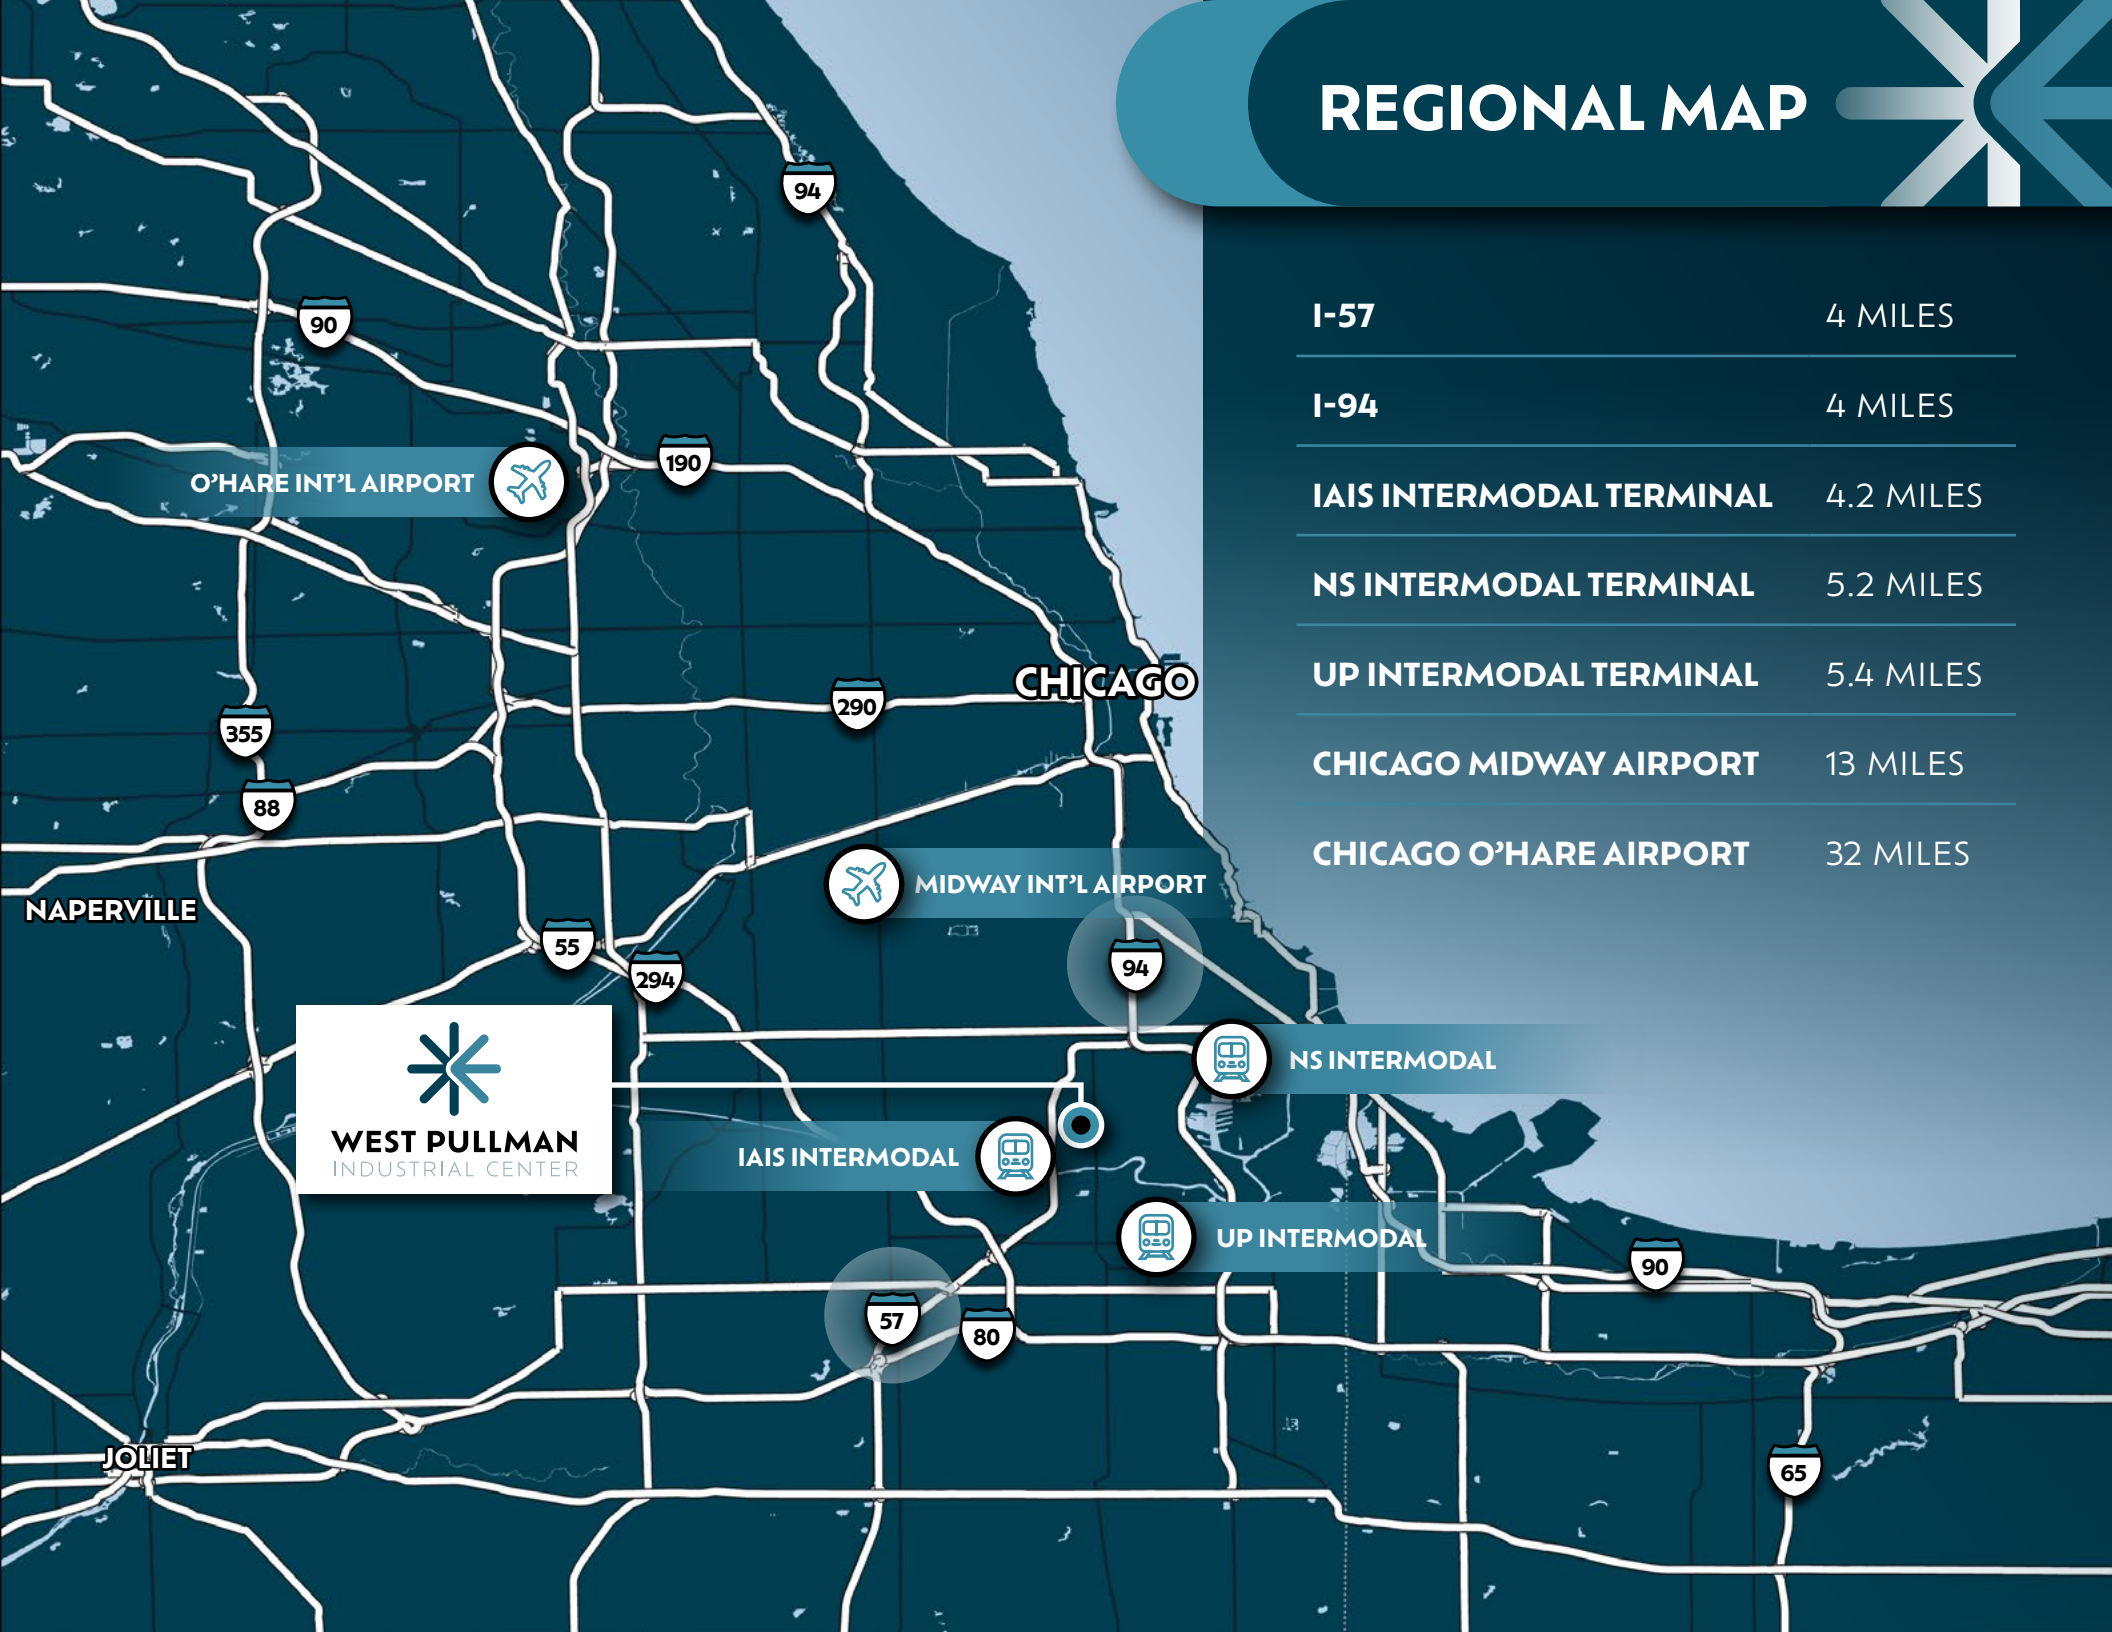 REGIONAL MAP
I-57 4 MILES
I-94 4 MILES
IAIS INTERMODAL TERMINAL 4.2 MILES
NS INTERMODAL TERMINAL 5.2 MILES
UP INTERMODAL TERMINAL 5.4 MILES
CHICAGO MIDWAY AIRPORT 13 MILES
CHICAGO O'HARE AIRPORT 32 MILES
94
90
190
O'HARE INT'L AIRPORT
CHICAGO
290
355
88
MIDWAY INT'L AIRPORT
NAPERVILLE
55
294
94
NS INTERMODAL
WEST PULLMAN
INDUSTRIAL CENTER
IAIS INTERMODAL
UP INTERMODAL
90
57
80
JOLIET
65